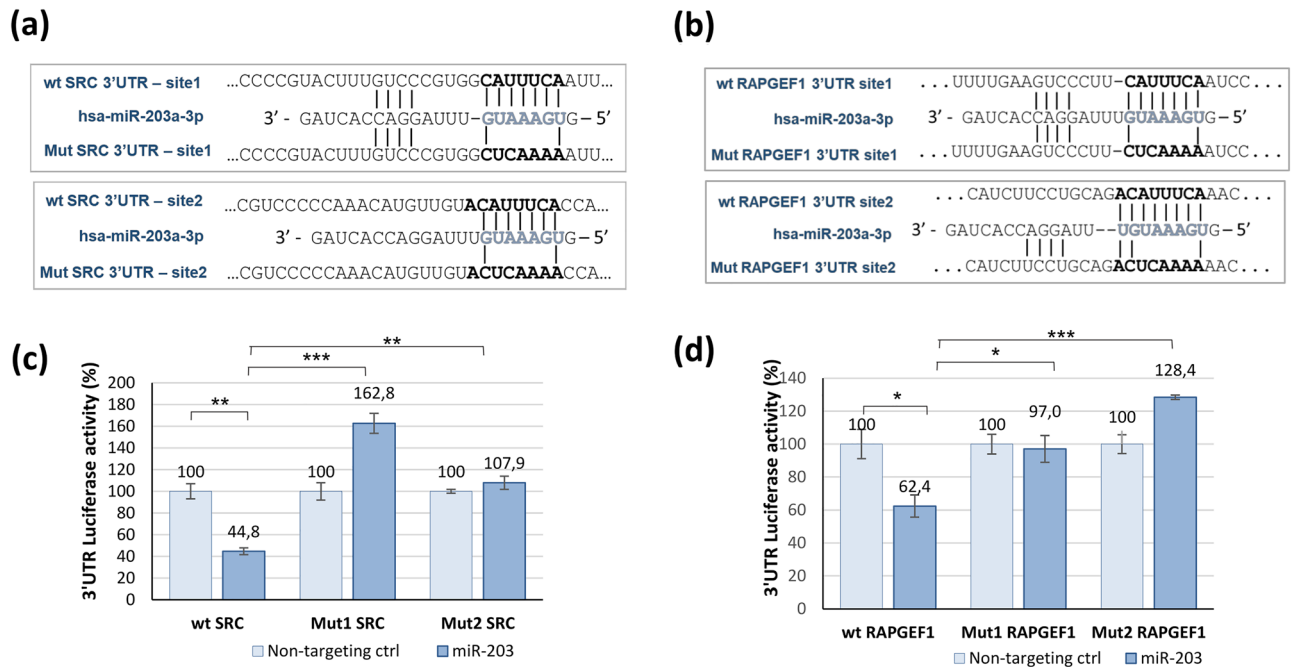 (a)
wt SRC 3’UTR – site1 ...CCCCGUACUUUGUCCCGUGGCAUUUCAAUU...
hsa-miR-203a-3p 3’ - GAUCACCAGGAUUU -GUAAAGUG– 5’
Mut SRC 3’UTR – site1 ...CCCCGUACUUUGUCCCGUGGCUCAAAAAUU...
wt SRC 3’UTR – site2 ...CGUCCCCCAAACAUGUUGUACAUUUCACCA...
hsa-miR-203a-3p 3’ - GAUCACCAGGAUUUGUAAAGUG– 5’
Mut SRC 3’UTR – site2 ...CGUCCCCCAAACAUGUUGUACUCAAAACCA...
(b)
wt RAPGEF1 3’UTR site1 ...UUUUGAAGUCCCUU–CAUUUCAAUCC...
hsa-miR-203a-3p 3’ – GAUCACCAGGAUUUGUAAAGUG– 5’
Mut RAPGEF1 3’UTR site1 ...UUUUGAAGUCCCUU–CUCAAAAAUCC...
wt RAPGEF1 3’UTR site2 ...CAUCUUCCUGCAGACAUUUCAAAC...
hsa-miR-203a-3p 3’ – GAUCACCAGGAUU --UGUAAAGUG– 5’
Mut RAPGEF1 3’UTR site2 ...CAUCUUCCUGCAGACUCAAAAAAC...
(c)
3'UTR Luciferase activity (%)
200
180
160
140
120
100
80
60
40
20
0
**
***
**
100
44,8
100
162,8
100
107,9
wt SRC Mut1 SRC Mut2 SRC
Non-targeting ctrl miR-203
(d)
3'UTR Luciferase activity (%)
140
120
100
80
60
40
20
0
***
*
*
100
62,4
100
97,0
100
128,4
wt RAPGEF1 Mut1 RAPGEF1 Mut2 RAPGEF1
Non-targeting ctrl miR-203